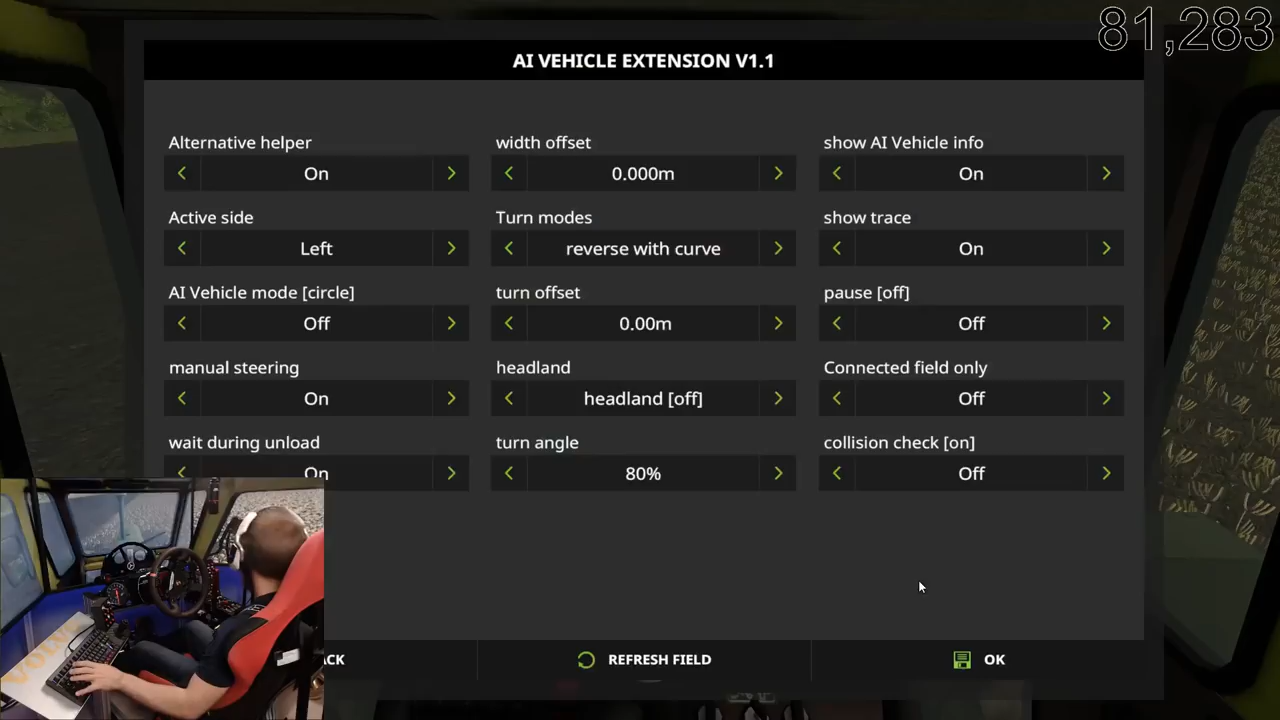 81,283
AI VEHICLE EXTENSION V1.1
Alternative helper
On
width offset
0.000m
show AI Vehicle info
On
Active side
Left
Turn modes
reverse with curve
show trace
On
AI Vehicle mode [circle]
Off
turn offset
0.00m
pause [off]
Off
manual steering
On
headland
headland [off]
Connected field only
Off
wait during unload
On
turn angle
80%
collision check [on]
Off
VOLVO
REFRESH FIELD
OK